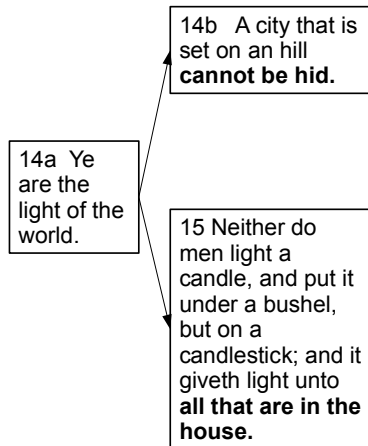 14b   A city that is
set on an hill
cannot be hid.
14a  Ye
are the
light of the
world.
15 Neither do
men light a
candle, and put it
under a bushel,
but on a
candlestick; and it
giveth light unto
all that are in the
house.